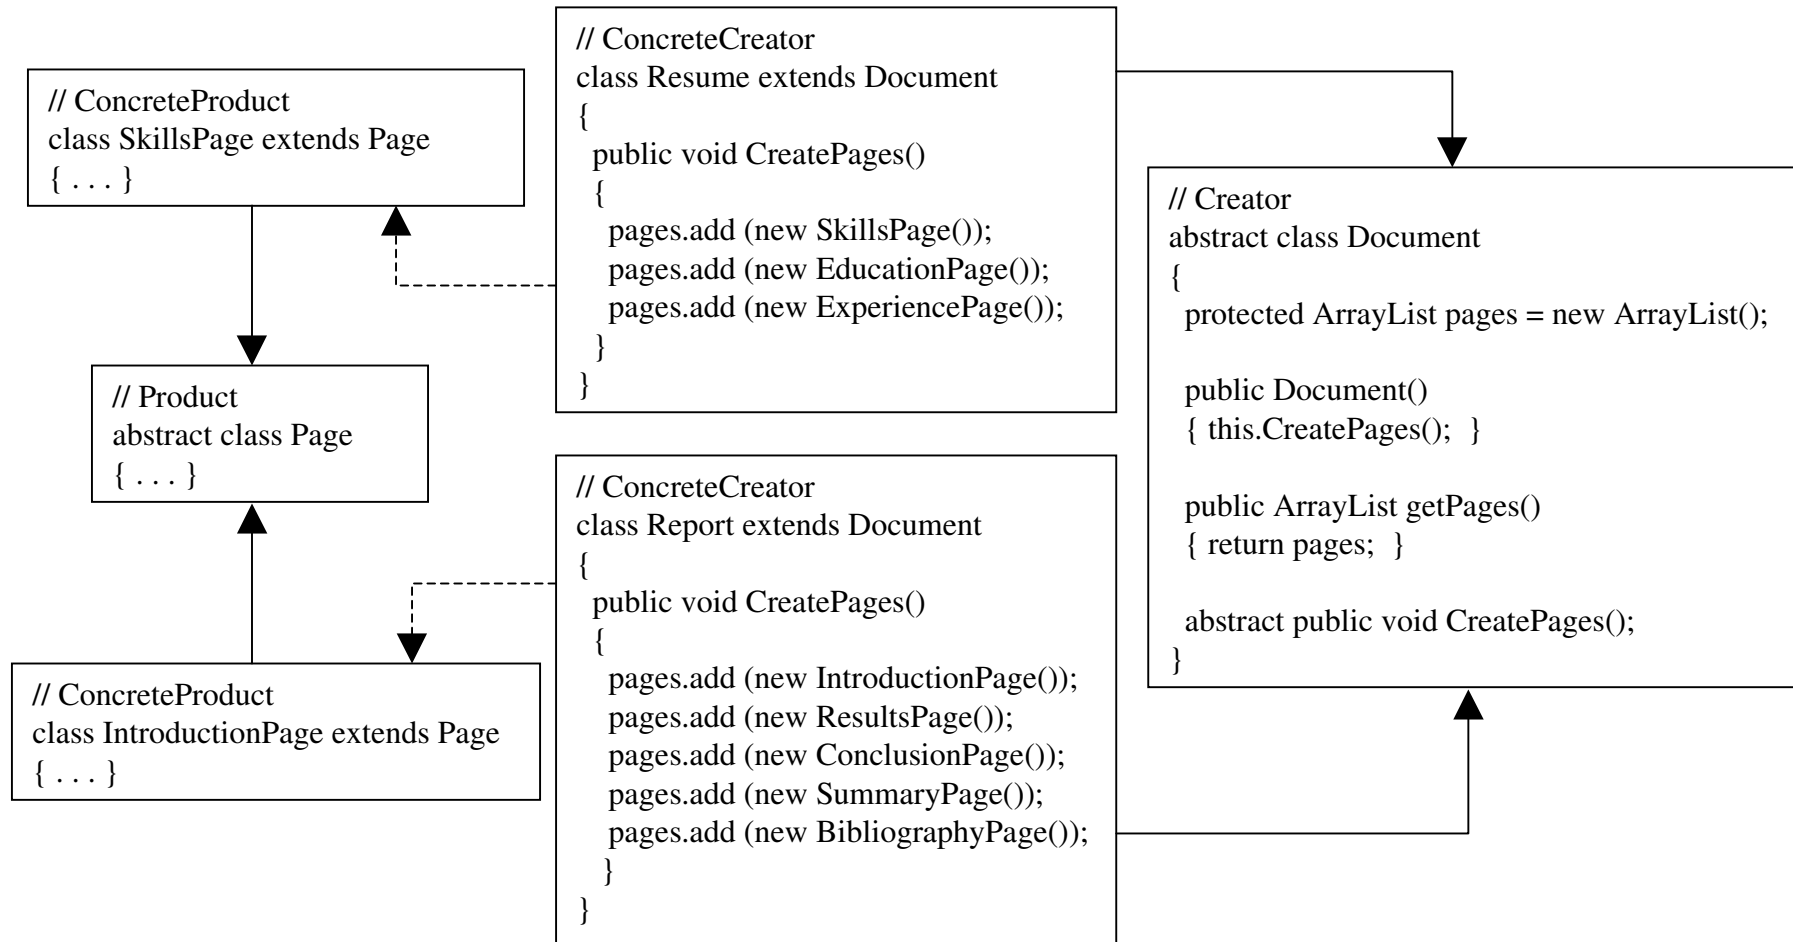 // ConcreteProduct
class SkillsPage extends Page
{ . . . }
// Product
abstract class Page
{ . . . }
// ConcreteProduct
class IntroductionPage extends Page
{ . . . }
// ConcreteCreator
class Resume extends Document
{
public void CreatePages()
{
pages.add (new SkillsPage());
pages.add (new EducationPage());
pages.add (new ExperiencePage());
}
}
// ConcreteCreator
class Report extends Document
{
public void CreatePages()
{
pages.add (new IntroductionPage());
pages.add (new ResultsPage());
pages.add (new ConclusionPage());
pages.add (new SummaryPage());
pages.add (new BibliographyPage());
}
}
// Creator
abstract class Document
{
protected ArrayList pages = new ArrayList();
public Document()
{ this.CreatePages();  }
public ArrayList getPages()
{ return pages;  }
abstract public void CreatePages();
}